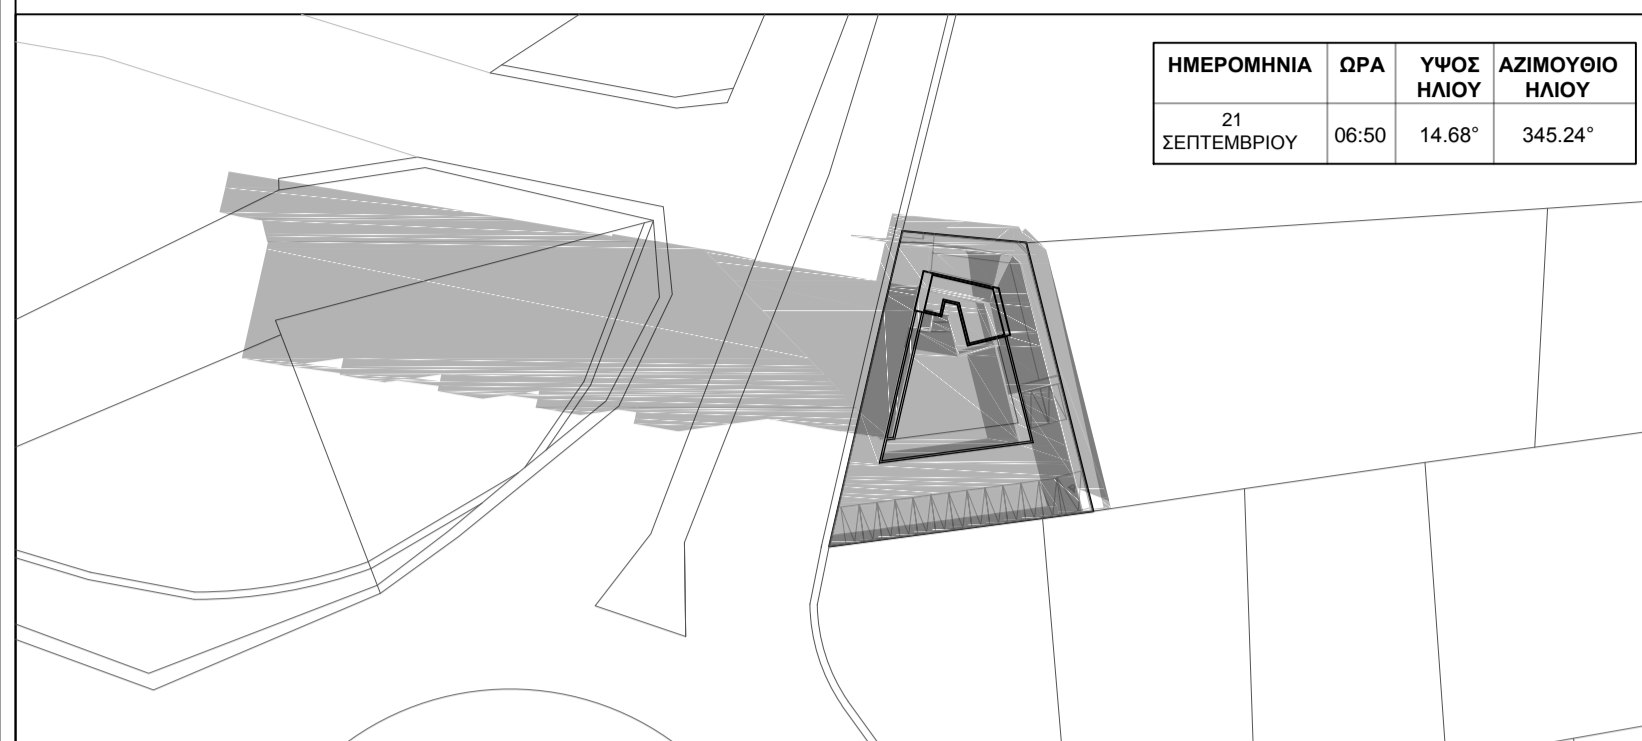 ΗΜΕΡΟΜΗΝΙΑ ΩΡΑ ΥΨΟΣ ΗΛΙΟΥ ΑΖΙΜΟΥΘΙΟ ΗΛΙΟΥ
21 ΣΕΠΤΕΜΒΡΙΟΥ 06:50 14.68° 345.24°